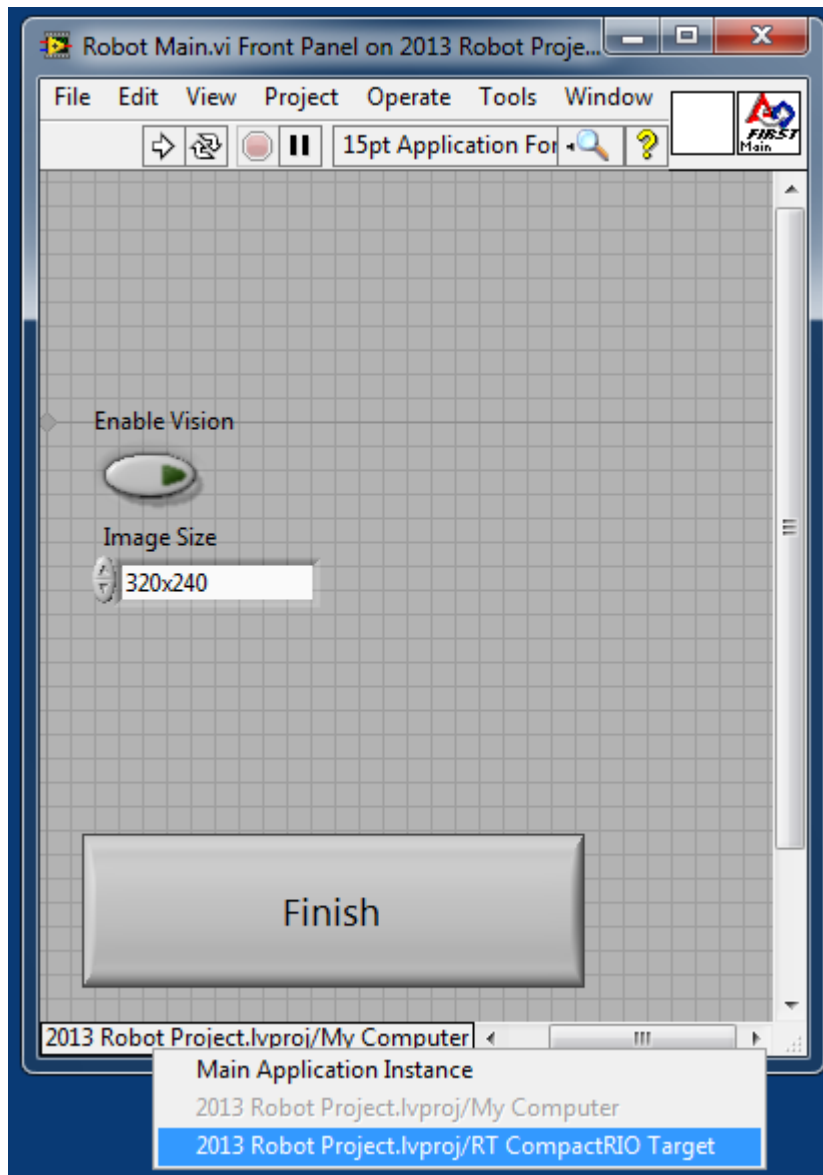 Robot Main.vi Front Panel on 2013 Robot Proje...
File Edit View Project Operate Tools Window
15pt Application For
FIRST
Main
Enable Vision
Image Size
320x240
Finish
2013 Robot Project.lvproj/My Computer
Main Application Instance
2013 Robot Project.lvproj/My Computer
2013 Robot Project.lvproj/RT CompactRIO Target